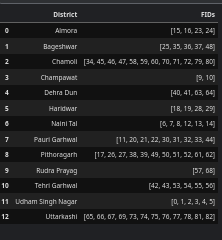 District FIDs
0 Almora [15, 16, 23, 24]
1 Bageshwar [25, 35, 36, 37, 48]
2 Chamoli [34, 45, 46, 47, 58, 59, 60, 70, 71, 72, 79, 80]
3 Champawat [9, 10]
4 Dehra Dun [40, 41, 63, 64]
5 Haridwar [18, 19, 28, 29]
6 Naini Tal [6, 7, 8, 12, 13, 14]
7 Pauri Garhwal [11, 20, 21, 22, 30, 31, 32, 33, 44]
8 Pithoragarh [17, 26, 27, 38, 39, 49, 50, 51, 52, 61, 62]
9 Rudra Prayag [57, 68]
10 Tehri Garhwal [42, 43, 53, 54, 55, 56]
11 Udham Singh Nagar [0, 1, 2, 3, 4, 5]
12 Uttarkashi [65, 66, 67, 69, 73, 74, 75, 76, 77, 78, 81, 82]